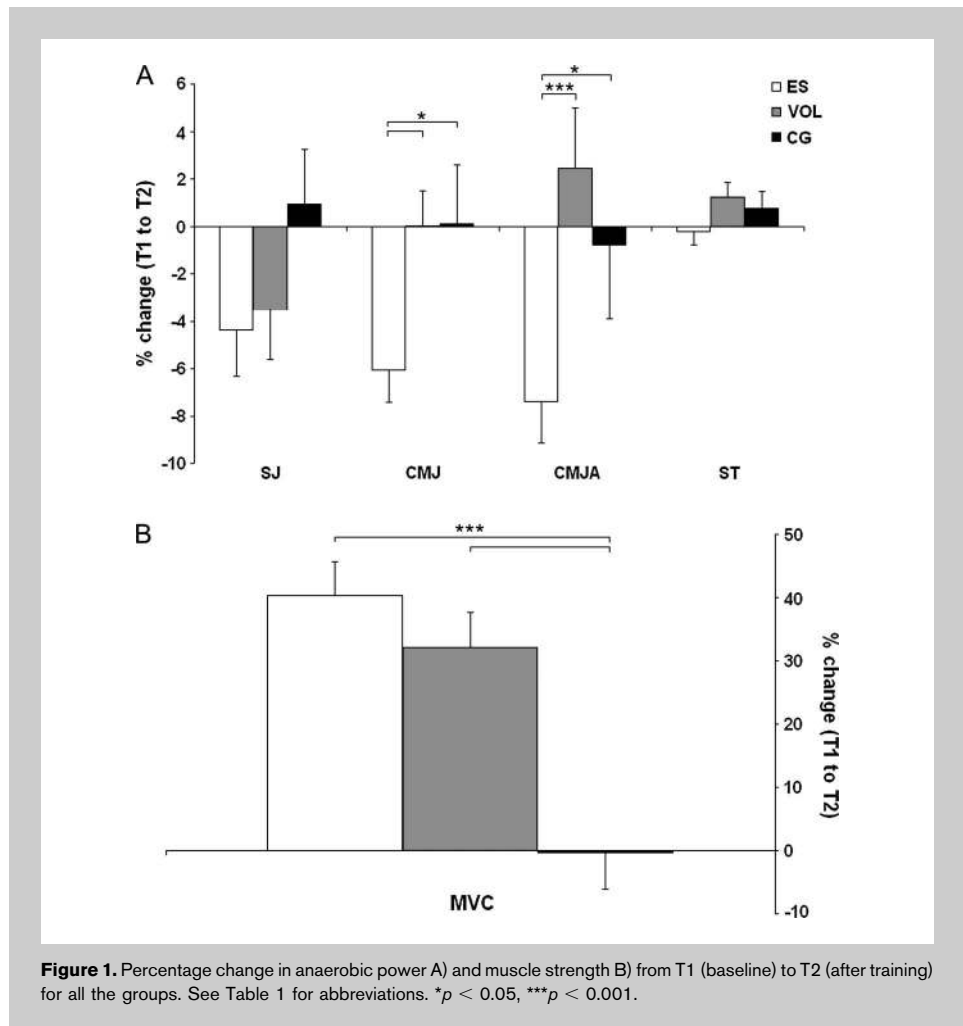 A
6
4
2
0
-2
-4
-6
-8
-10
% change (T1 to T2)
*
***
*
ES
VOL
CG
SJ CMJ CMJA ST
B
***
50
40
30
20
10
0
-10
% change (T1 to T2)
MVC
Figure 1. Percentage change in anaerobic power A) and muscle strength B) from T1 (baseline) to T2 (after training)
for all the groups. See Table 1 for abbreviations. *p < 0.05, ***p < 0.001.